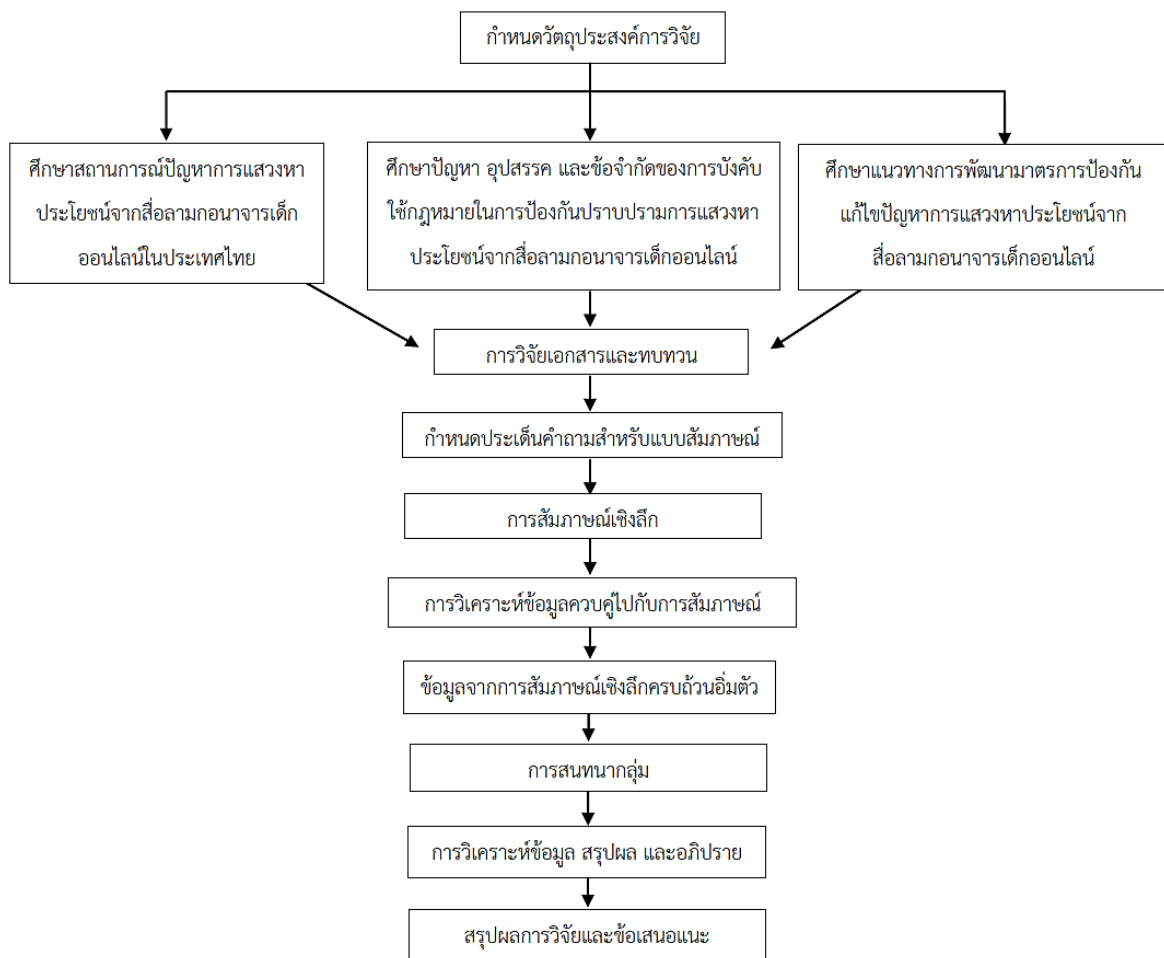 กำหนดวัตถุประสงค์การวิจัย
ศึกษาสถานการณ์ปัญหาการแสวงหา
ประโยชน์จากสื่อลามกอนาจารเด็ก
ออนไลน์ในประเทศไทย
ศึกษาปัญหา อุปสรรค และข้อจำกัดของการบังคับ
ใช้กฎหมายในการป้องกันปราบปรามการแสวงหา
ประโยชน์จากสื่อลามกอนาจารเด็กออนไลน์
ศึกษาแนวทางการพัฒนามาตรการป้องกัน
แก้ไขปัญหาการแสวงหาประโยชน์จาก
สื่อลามกอนาจารเด็กออนไลน์
การวิจัยเอกสารและทบทวน
กำหนดประเด็นคำถามสำหรับแบบสัมภาษณ์
การสัมภาษณ์เชิงลึก
การวิเคราะห์ข้อมูลควบคู่ไปกับการสัมภาษณ์
ข้อมูลจากการสัมภาษณ์เชิงลึกครบถ้วนอิ่มตัว
การสนทนากลุ่ม
การวิเคราะห์ข้อมูล สรุปผล และอภิปราย
สรุปผลการวิจัยและข้อเสนอแนะ